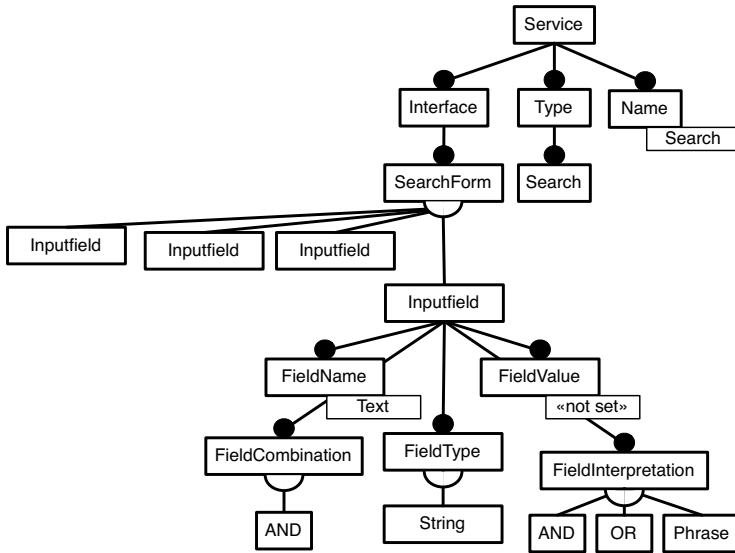 Service
Interface
Type
Name
Search
SearchForm
Search
Inputfield
Inputfield
Inputfield
Inputfield
FieldName
FieldValue
Text
«not set»
FieldCombination
FieldType
FieldInterpretation
AND
String
AND
OR
Phrase